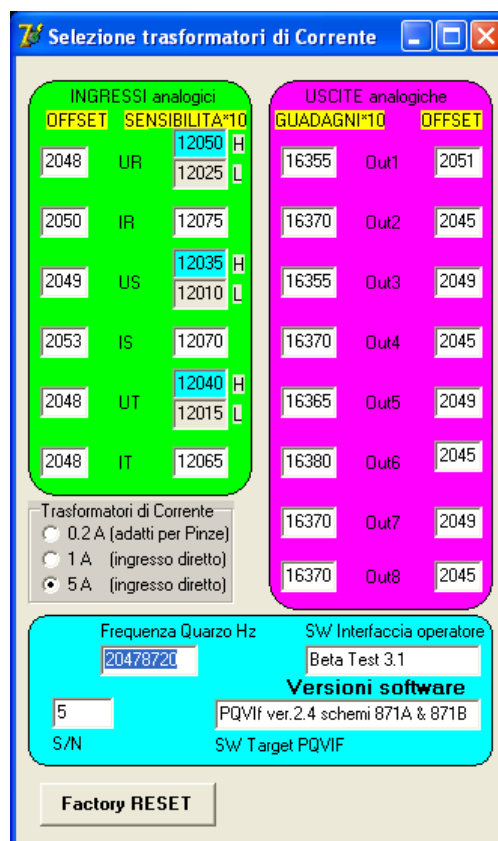 Selezione trasformatori di Corrente
INGRESSI analogici
OFFSET SENSIBILITA*10
2048 UR 12050 H
12025 L
2050 IR 12075
2049 US 12035 H
12010 L
2053 IS 12070
2048 UT 12040 H
12015 L
2048 IT 12065
USCITE analogiche
GUADAGNI*10 OFFSET
16355 Out1 2051
16370 Out2 2045
16355 Out3 2049
16370 Out4 2045
16365 Out5 2049
16380 Out6 2045
16370 Out7 2049
16370 Out8 2045
Trasformatori di Corrente
0.2 A (adatti per Pinze)
1 A (ingresso diretto)
5 A (ingresso diretto)
Frequenza Quarzo Hz
20478720
SW Interfaccia operatore
Beta Test 3.1
Versioni software
5
S/N
PQVIf ver.2.4 schemi 871A & 871B
SW Target PQVIF
Factory RESET